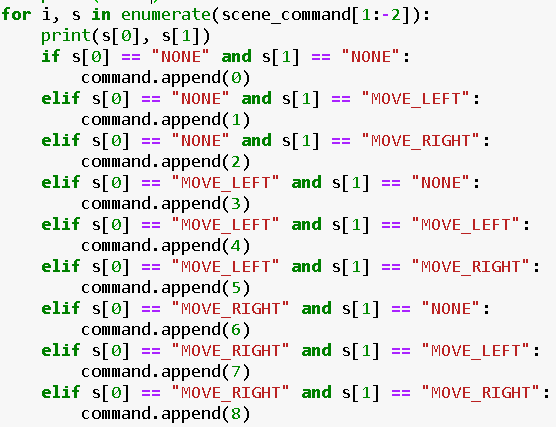 for i, s in enumerate(scene_command[1:-2]):
    print(s[0], s[1])
    if s[0] == "NONE" and s[1] == "NONE":
        command.append(0)
    elif s[0] == "NONE" and s[1] == "MOVE_LEFT":
        command.append(1)
    elif s[0] == "NONE" and s[1] == "MOVE_RIGHT":
        command.append(2)
    elif s[0] == "MOVE_LEFT" and s[1] == "NONE":
        command.append(3)
    elif s[0] == "MOVE_LEFT" and s[1] == "MOVE_LEFT":
        command.append(4)
    elif s[0] == "MOVE_LEFT" and s[1] == "MOVE_RIGHT":
        command.append(5)
    elif s[0] == "MOVE_RIGHT" and s[1] == "NONE":
        command.append(6)
    elif s[0] == "MOVE_RIGHT" and s[1] == "MOVE_LEFT":
        command.append(7)
    elif s[0] == "MOVE_RIGHT" and s[1] == "MOVE_RIGHT":
        command.append(8)